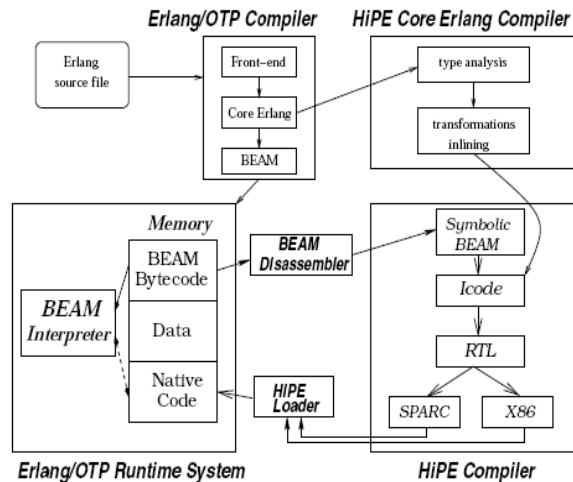 Erlang/OTP Compiler
HiPE Core Erlang Compiler
Erlang
source file
Front-end
Core Erlang
BEAM
type analysis
transformations
inlining
Memory
BEAM
Bytecode
Data
Native
Code
BEAM
Interpreter
BEAM
Disassembler
HIPE
Loader
Symbolic
BEAM
Icode
RTL
SPARC
X86
Erlang/OTP Runtime System
HiPE Compiler